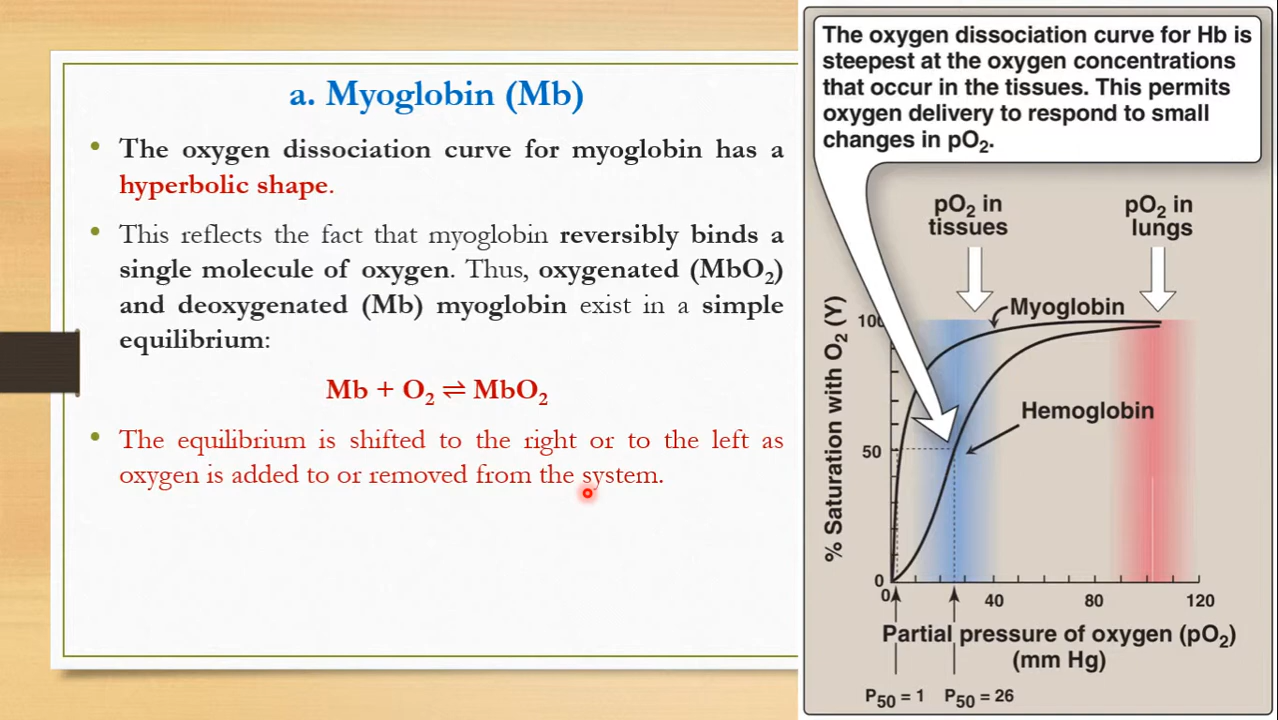 a. Myoglobin (Mb)
• The oxygen dissociation curve for myoglobin has a
hyperbolic shape.
• This reflects the fact that myoglobin reversibly binds a
single molecule of oxygen. Thus, oxygenated (MbO₂)
and deoxygenated (Mb) myoglobin exist in a simple
equilibrium:
Mb + O₂ ⇌ MbO₂
• The equilibrium is shifted to the right or to the left as
oxygen is added to or removed from the system.
The oxygen dissociation curve for Hb is
steepest at the oxygen concentrations
that occur in the tissues. This permits
oxygen delivery to respond to small
changes in pO₂.
pO₂ in
tissues
pO₂ in
lungs
Myoglobin
Hemoglobin
% Saturation with O₂ (Y)
100
50
0
0 40 80 120
Partial pressure of oxygen (pO₂)
(mm Hg)
P₅₀ = 1 P₅₀ = 26